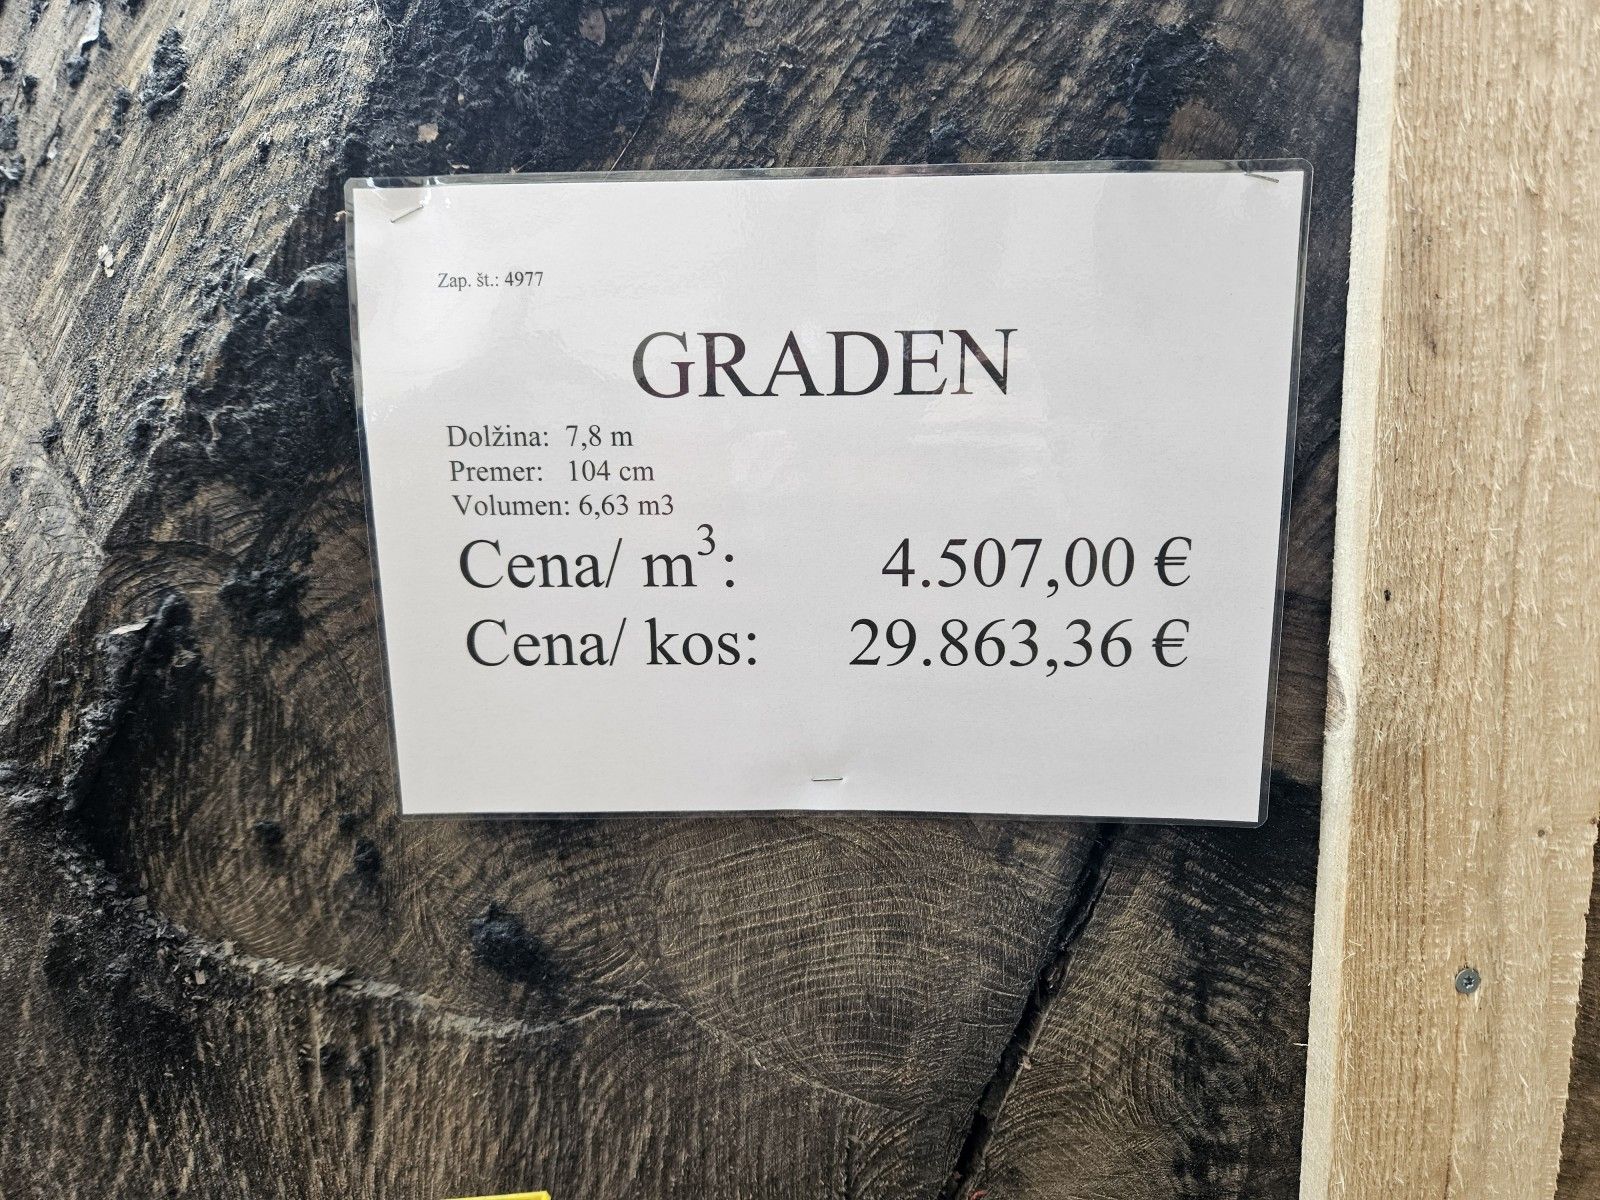 Zap. št.: 4977
GRADEN
Dolžina: 7,8 m
Premer: 104 cm
Volumen: 6,63 m3
Cena/ m³: 4.507,00 €
Cena/ kos: 29.863,36 €